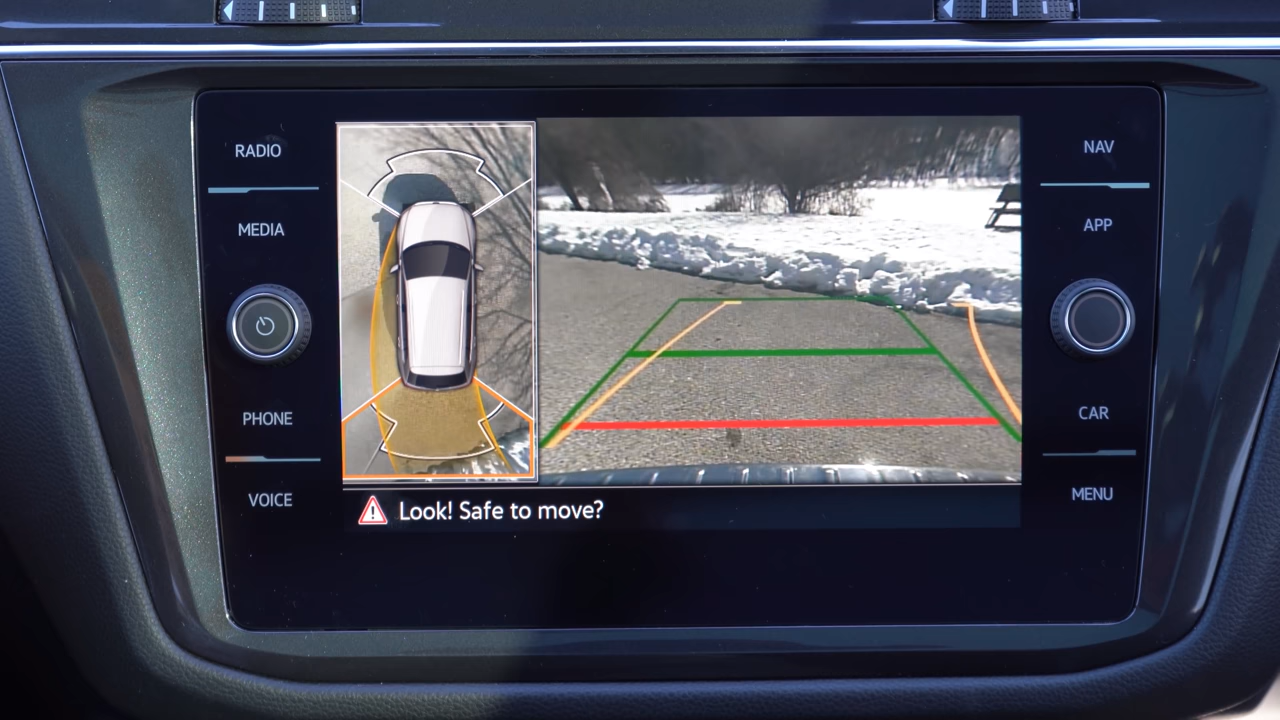 RADIO
MEDIA
PHONE
VOICE
Look! Safe to move?
NAV
APP
CAR
MENU